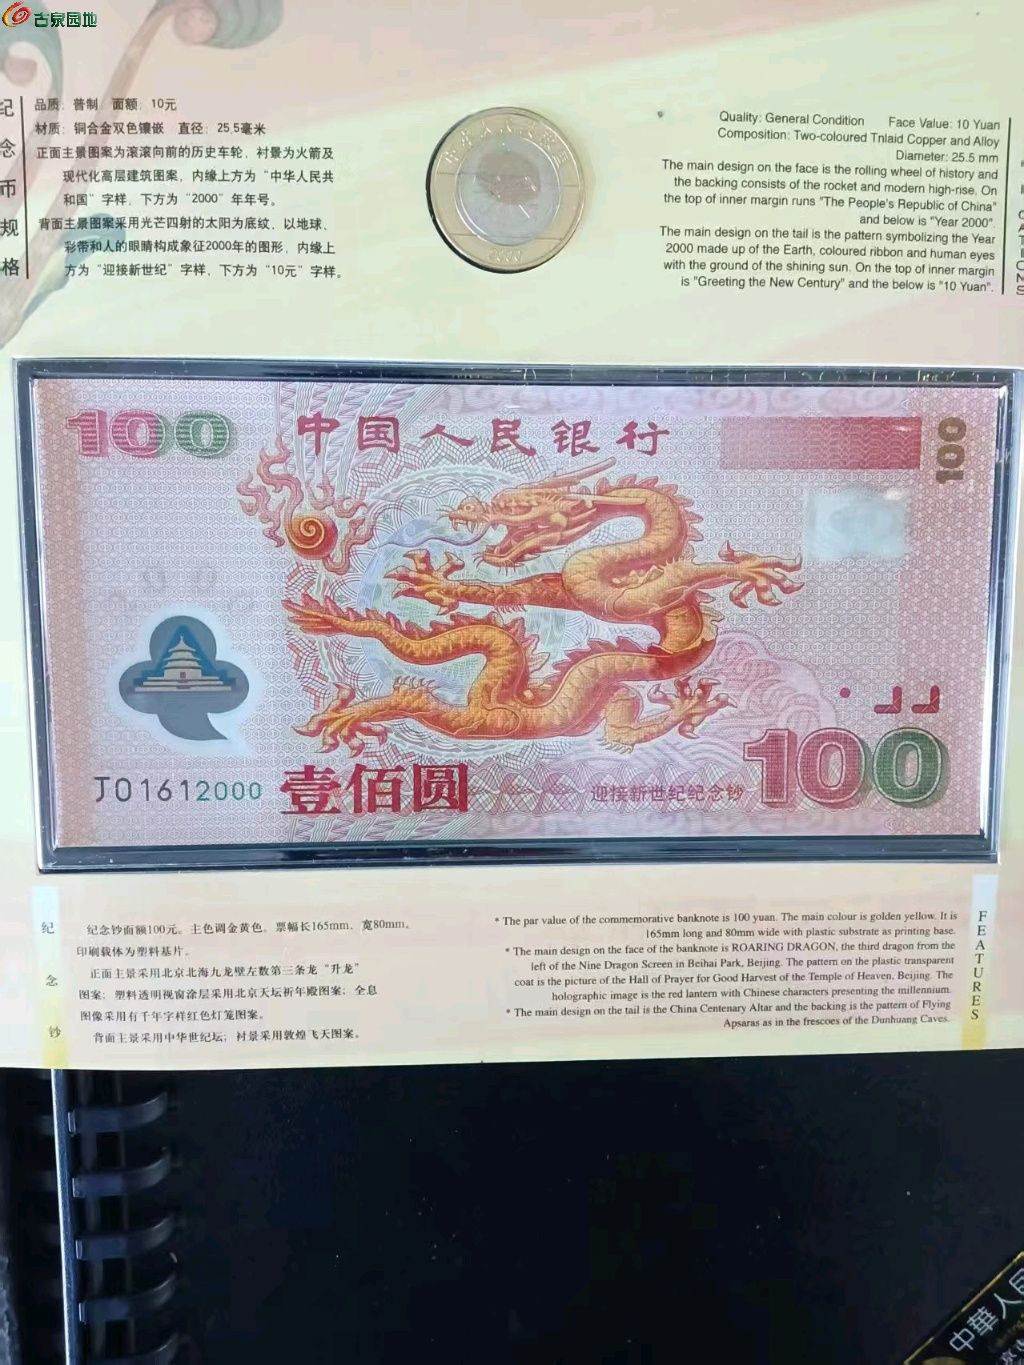 古泉园地
纪念币规格
品质：普制 面额：10元
材质：铜合金双色镶嵌 直径：25.5毫米
正面主景图案为滚滚向前的历史车轮，衬景为火箭及
现代化高层建筑图案，内缘上方为“中华人民共
和国”字样，下方为“2000”年年号。
背面主景图案采用光芒四射的太阳为底纹，以地球、
彩带和人的眼睛构成象征2000年的图形，内缘上
方为“迎接新世纪”字样，下方为“10元”字样。
中华人民共和国
2000
Quality: General Condition Face Value: 10 Yuan
Composition: Two-coloured Tnlaid Copper and Alloy
Diameter: 25.5 mm
The main design on the face is the rolling wheel of history and
the backing consists of the rocket and modern high-rise. On
the top of inner margin runs "The People's Republic of China"
and below is "Year 2000".
The main design on the tail is the pattern symbolizing the Year
2000 made up of the Earth, coloured ribbon and human eyes
with the ground of the shining sun. On the top of inner margin
is "Greeting the New Century" and the below is "10 Yuan".
100
中国人民银行
100
J01612000
壹佰圆
迎接新世纪纪念钞
100
纪念钞
纪念钞面额100元。主色调金黄色。票幅长165mm、宽80mm。
印刷载体为塑料基片。
正面主景采用北京北海九龙壁左数第三条龙“升龙”
图案；塑料透明视窗涂层采用北京天坛祈年殿图案；全息
图像采用有千年字样红色灯笼图案。
背面主景采用中华世纪坛；衬景采用敦煌飞天图案。
* The par value of the commemorative banknote is 100 yuan. The main colour is golden yellow. It is
165mm long and 80mm wide with plastic substrate as printing base.
* The main design on the face of the banknote is ROARING DRAGON, the third dragon from the
left of the Nine Dragon Screen in Beihai Park, Beijing. The pattern on the plastic transparent
coat is the picture of the Hall of Prayer for Good Harvest of the Temple of Heaven, Beijing. The
holographic image is the red lantern with Chinese characters presenting the millennium.
* The main design on the tail is the China Centenary Altar and the backing is the pattern of Flying
Apsaras as in the frescoes of the Dunhuang Caves.
FEATURES
中華人民